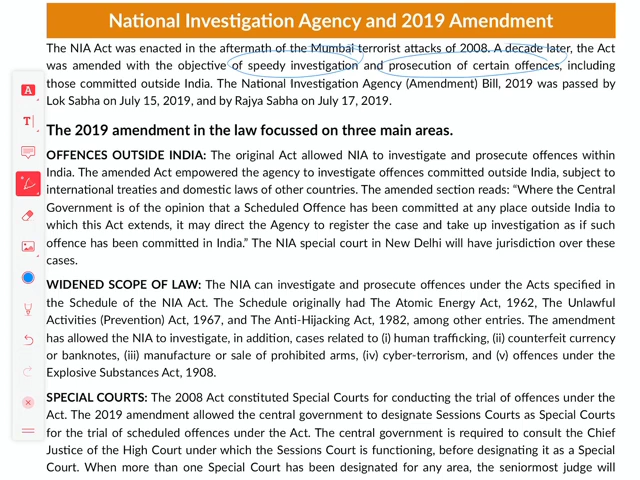 National Investigation Agency and 2019 Amendment
The NIA Act was enacted in the aftermath of the Mumbai terrorist attacks of 2008. A decade later, the Act
was amended with the objective of speedy investigation and prosecution of certain offences, including
those committed outside India. The National Investigation Agency (Amendment) Bill, 2019 was passed by
Lok Sabha on July 15, 2019, and by Rajya Sabha on July 17, 2019.
The 2019 amendment in the law focussed on three main areas.
OFFENCES OUTSIDE INDIA: The original Act allowed NIA to investigate and prosecute offences within
India. The amended Act empowered the agency to investigate offences committed outside India, subject to
international treaties and domestic laws of other countries. The amended section reads: “Where the Central
Government is of the opinion that a Scheduled Offence has been committed at any place outside India to
which this Act extends, it may direct the Agency to register the case and take up investigation as if such
offence has been committed in India.” The NIA special court in New Delhi will have jurisdiction over these
cases.
WIDENED SCOPE OF LAW: The NIA can investigate and prosecute offences under the Acts specified in
the Schedule of the NIA Act. The Schedule originally had The Atomic Energy Act, 1962, The Unlawful
Activities (Prevention) Act, 1967, and The Anti-Hijacking Act, 1982, among other entries. The amendment
has allowed the NIA to investigate, in addition, cases related to (i) human trafficking, (ii) counterfeit currency
or banknotes, (iii) manufacture or sale of prohibited arms, (iv) cyber-terrorism, and (v) offences under the
Explosive Substances Act, 1908.
SPECIAL COURTS: The 2008 Act constituted Special Courts for conducting the trial of offences under the
Act. The 2019 amendment allowed the central government to designate Sessions Courts as Special Courts
for the trial of scheduled offences under the Act. The central government is required to consult the Chief
Justice of the High Court under which the Sessions Court is functioning, before designating it as a Special
Court. When more than one Special Court has been designated for any area, the seniormost judge will
A
T